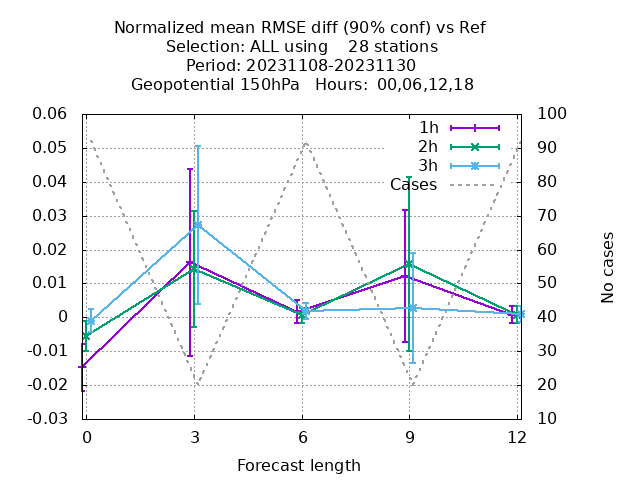 Normalized mean RMSE diff (90% conf) vs Ref
Selection: ALL using    28 stations
Period: 20231108-20231130
Geopotential 150hPa   Hours: 00,06,12,18
0.06
0.05
0.04
0.03
0.02
0.01
0
-0.01
-0.02
-0.03
100
90
80
70
60
50
40
30
20
10
1h
2h
3h
Cases
No cases
0
3
6
9
12
Forecast length